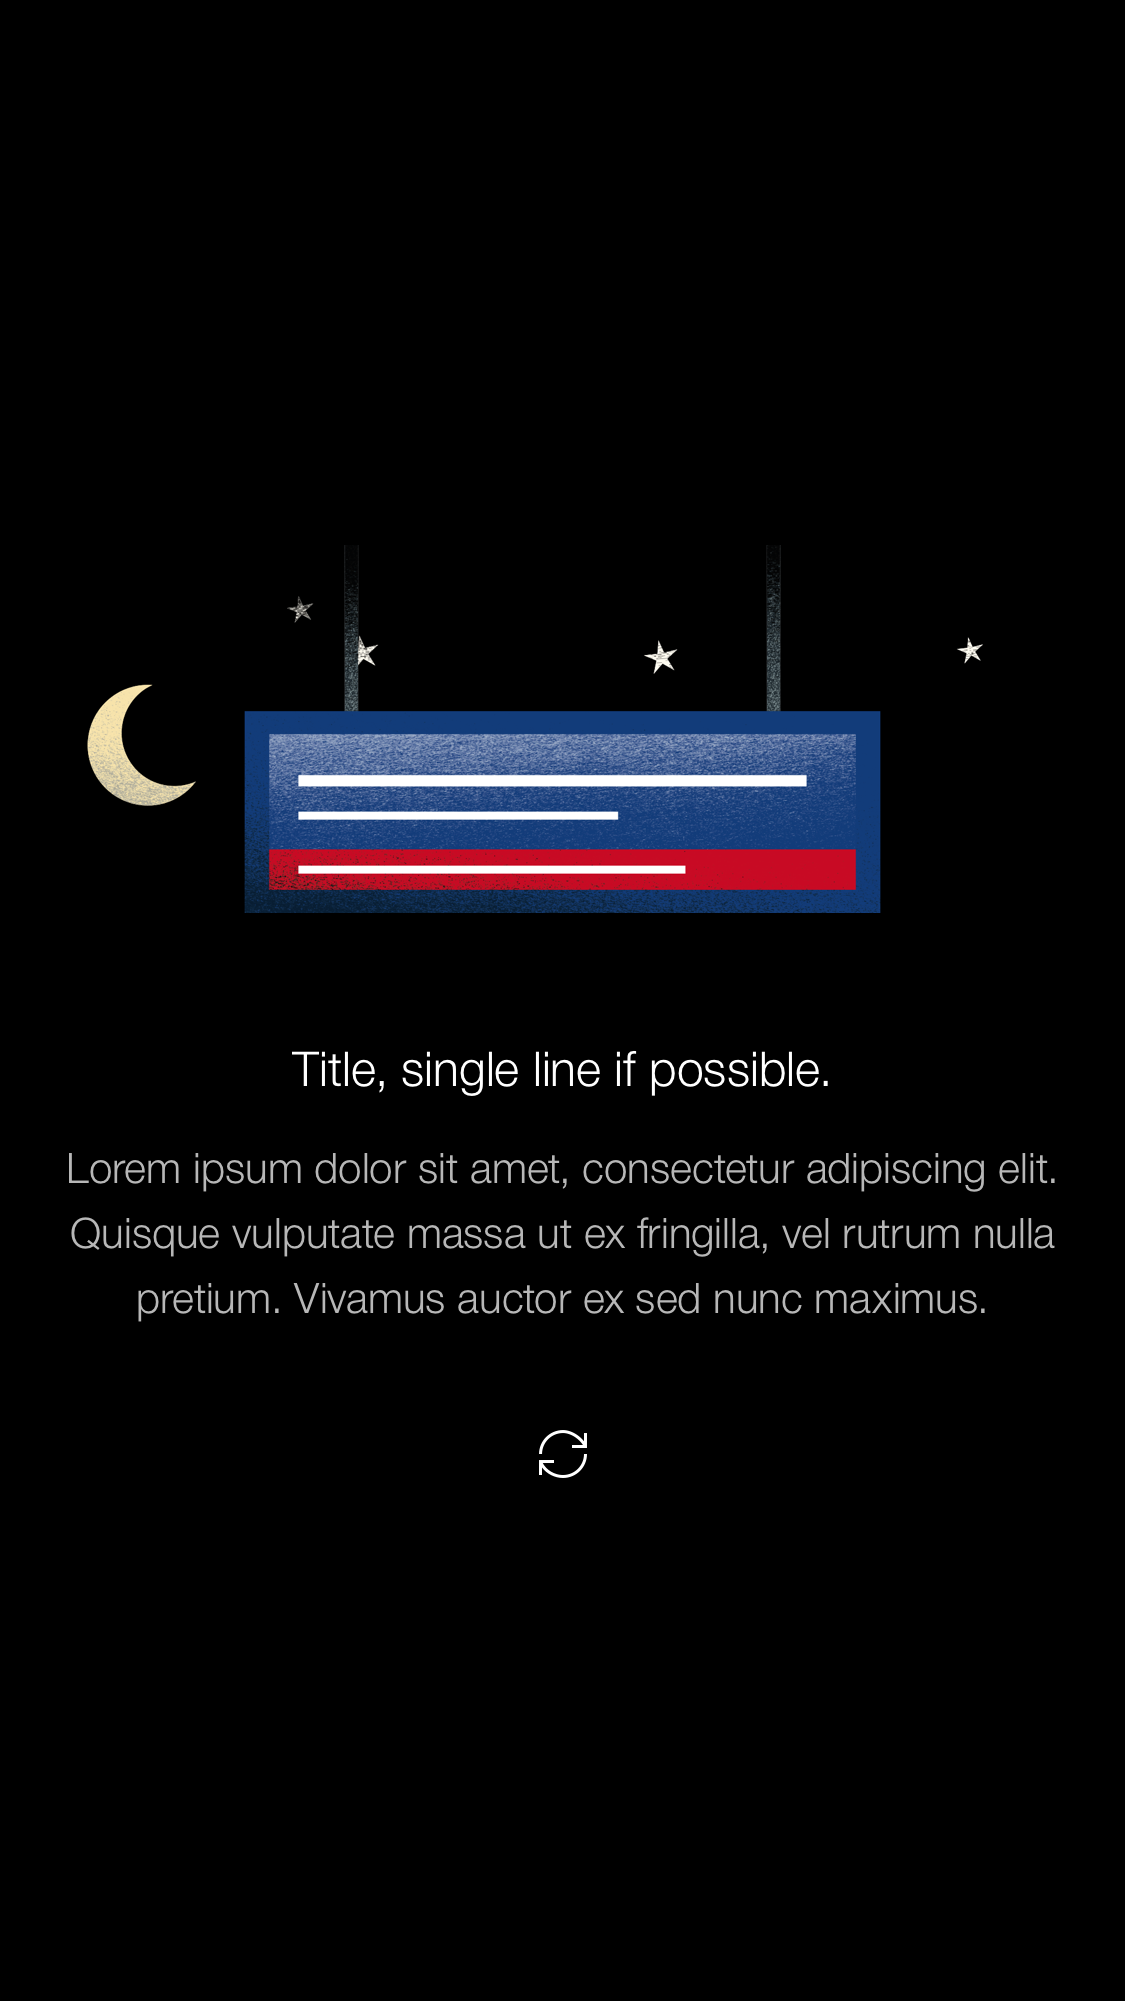 Title, single line if possible.
Lorem ipsum dolor sit amet, consectetur adipiscing elit.
Quisque vulputate massa ut ex fringilla, vel rutrum nulla
pretium. Vivamus auctor ex sed nunc maximus.